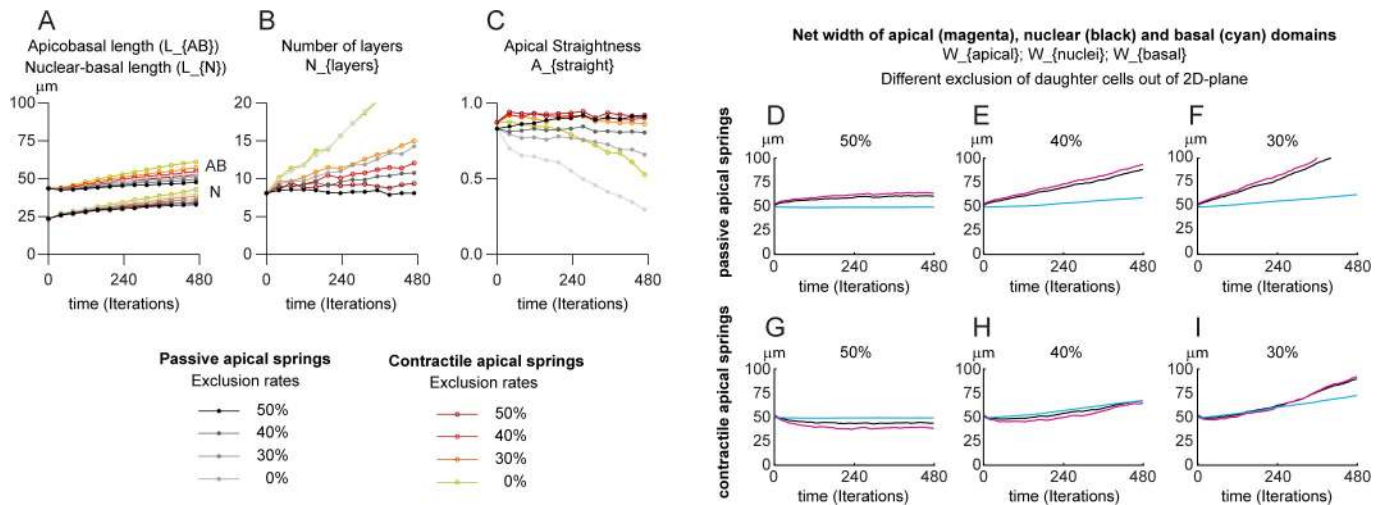 A
Apicobasal length (L_{AB})
Nuclear-basal length (L_{N})
μm
100
75
50
25
0
AB
N
0
240
480
time (Iterations)
B
Number of layers
N_{layers}
20
15
10
5
0
0
240
480
time (Iterations)
C
Apical Straightness
A_{straight}
1.0
0.5
0.0
0
240
480
time (Iterations)
Passive apical springs
Exclusion rates
50%
40%
30%
0%
Contractile apical springs
Exclusion rates
50%
40%
30%
0%
Net width of apical (magenta), nuclear (black) and basal (cyan) domains
W_{apical}; W_{nuclei}; W_{basal}
Different exclusion of daughter cells out of 2D-plane
passive apical springs
D
μm
50%
100
75
50
25
0
0
240
480
time (Iterations)
E
40%
100
75
50
25
0
0
240
480
time (Iterations)
F
30%
100
75
50
25
0
0
240
480
time (Iterations)
contractile apical springs
G
μm
50%
100
75
50
25
0
0
240
480
time (Iterations)
H
μm
40%
100
75
50
25
0
0
240
480
time (Iterations)
I
μm
30%
100
75
50
25
0
0
240
480
time (Iterations)